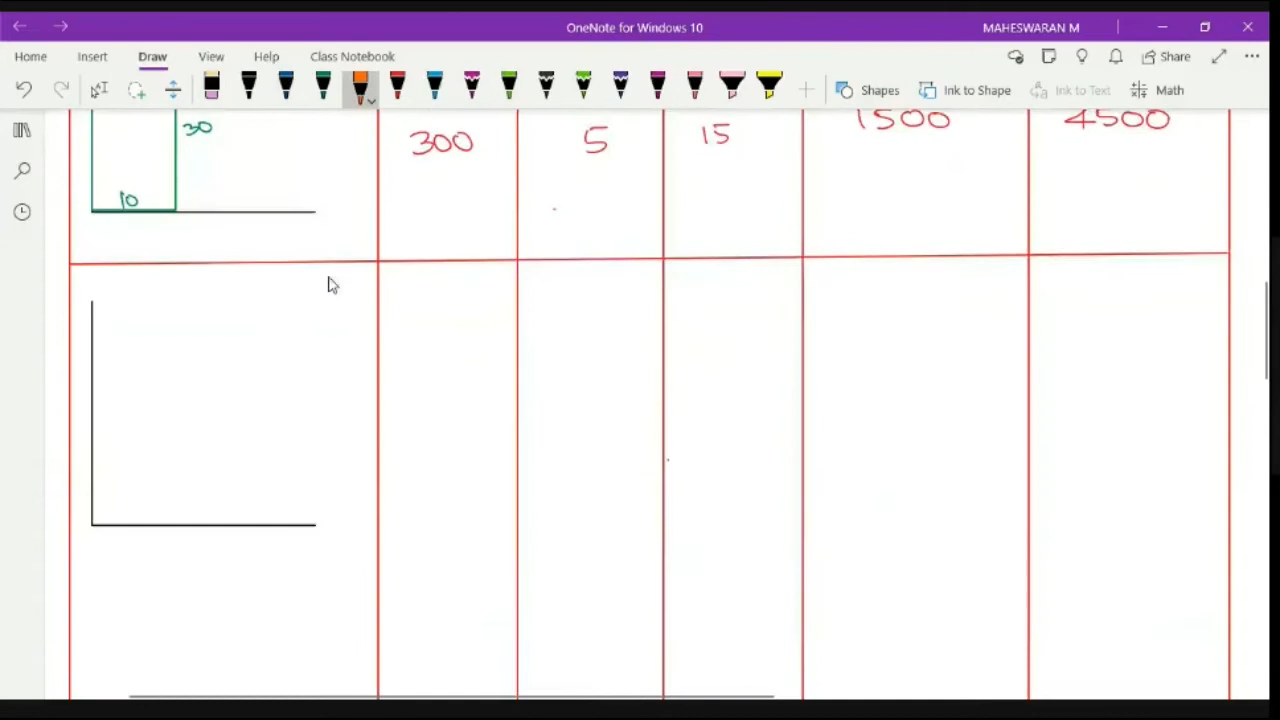 OneNote for Windows 10
MAHESWARAN M
Home Insert Draw View Help Class Notebook
Share
Shapes
Ink to Shape
Ink to Text
Math
30
10
300 5 15 1500 4500